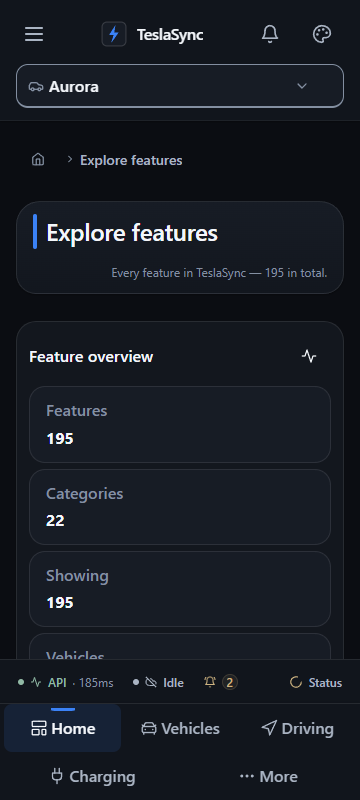 TeslaSync
Aurora
Explore features
Explore features
Every feature in TeslaSync — 195 in total.
Feature overview
Features
195
Categories
22
Showing
195
Vehicles
API · 185ms Idle 2 Status
Home Vehicles Driving
Charging More